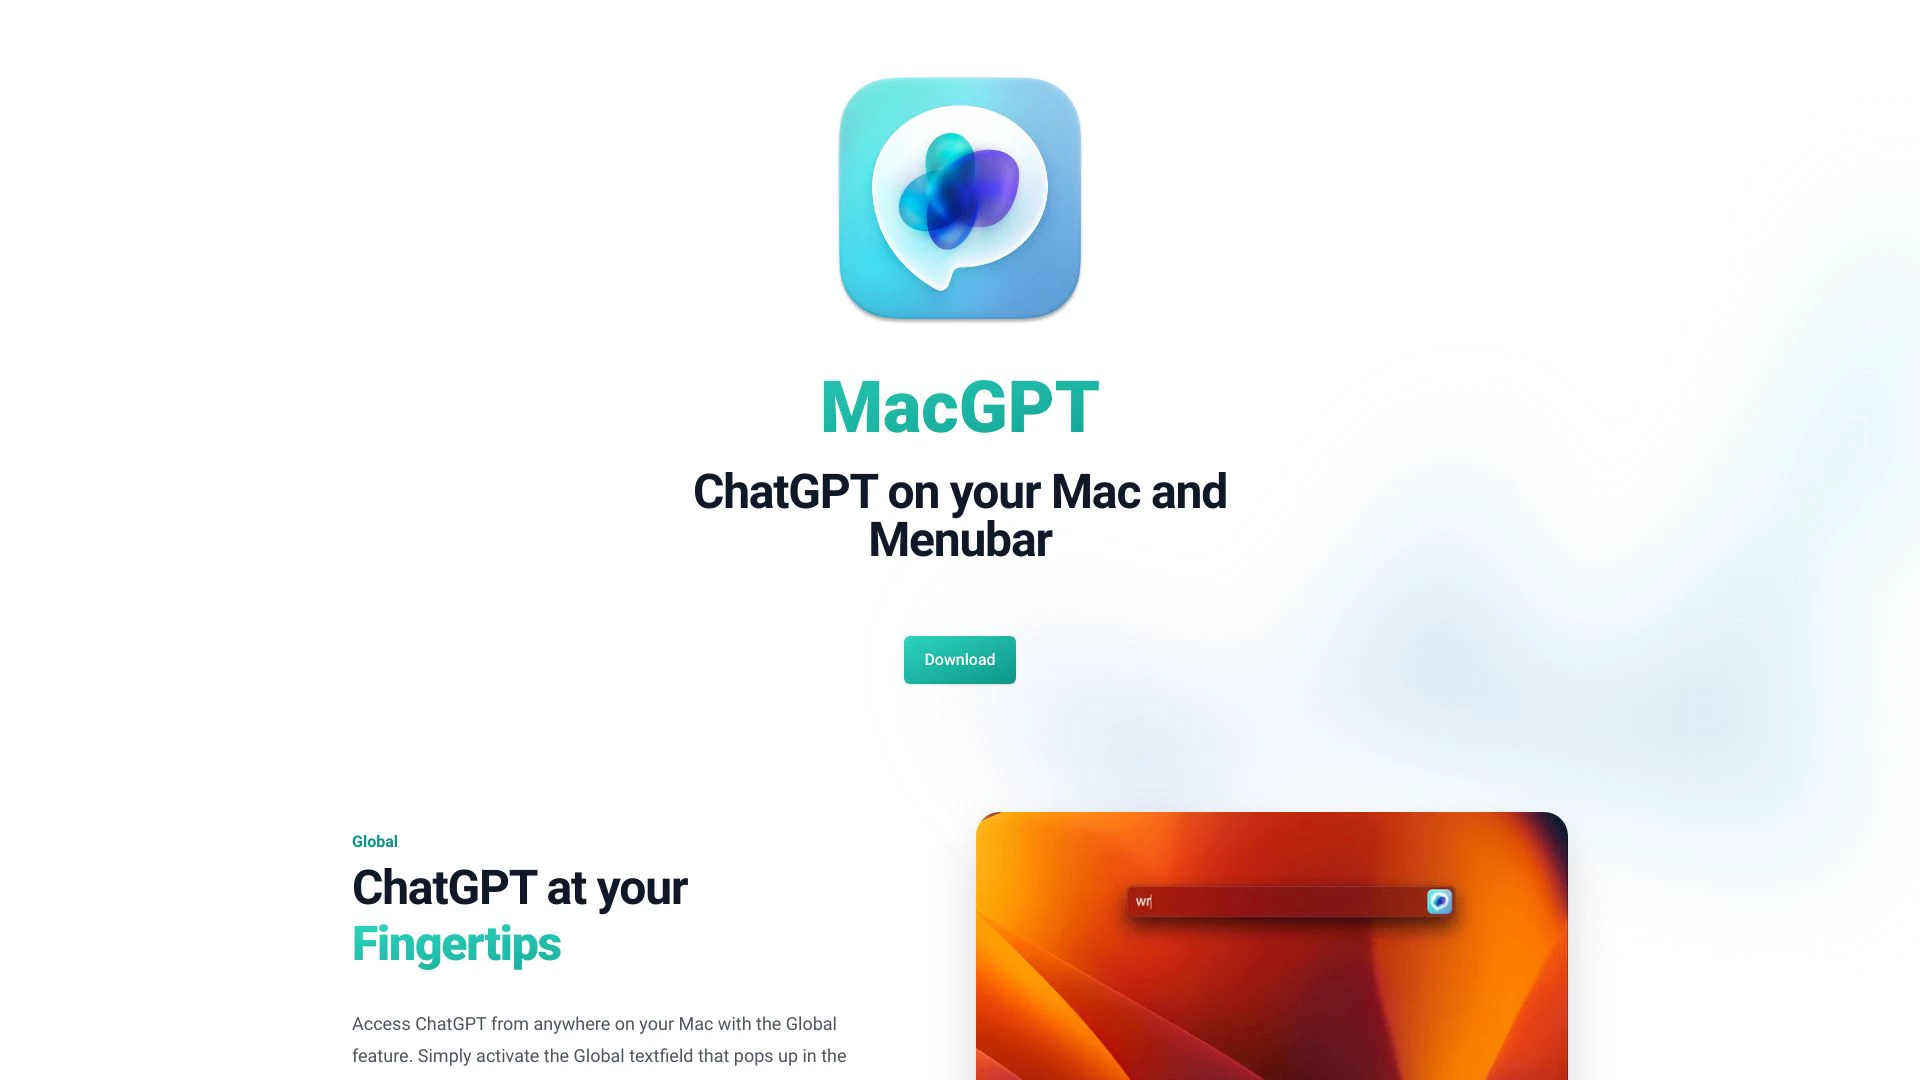 MacGPT
ChatGPT on your Mac and
Menubar
Download
Global
ChatGPT at your
Fingertips
Access ChatGPT from anywhere on your Mac with the Global
feature. Simply activate the Global textfield that pops up in the
wr